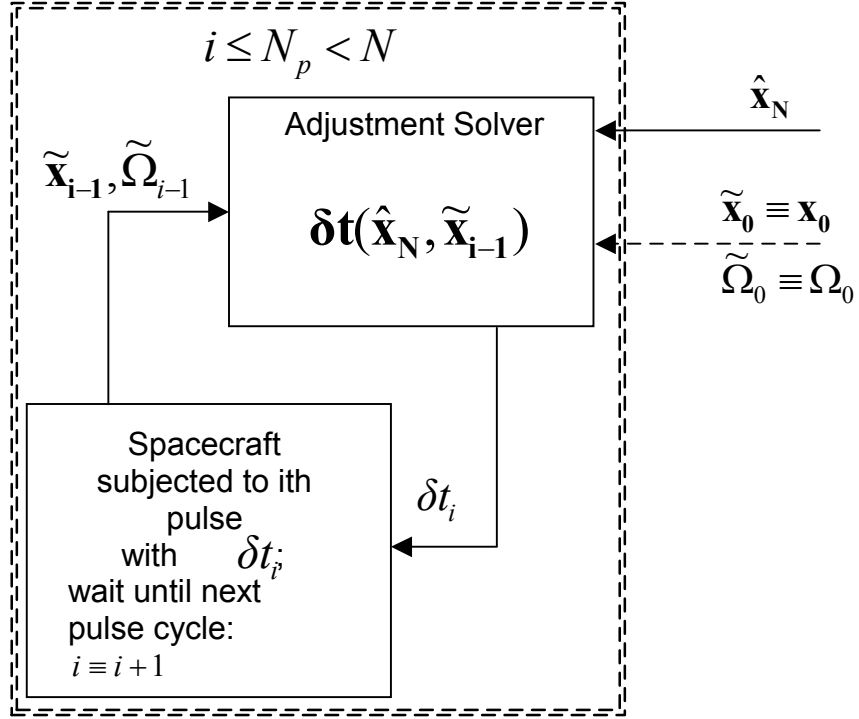 i ≤ N_p < N
Adjustment Solver
δt(x̂_N, x̃_{i–1})
x̂_N
x̃_{i–1}, Ω̃_{i–1}
x̃_0 ≡ x_0
Ω̃_0 ≡ Ω_0
Spacecraft
subjected to ith
pulse
with δt_i;
wait until next
pulse cycle:
i ≡ i + 1
δt_i